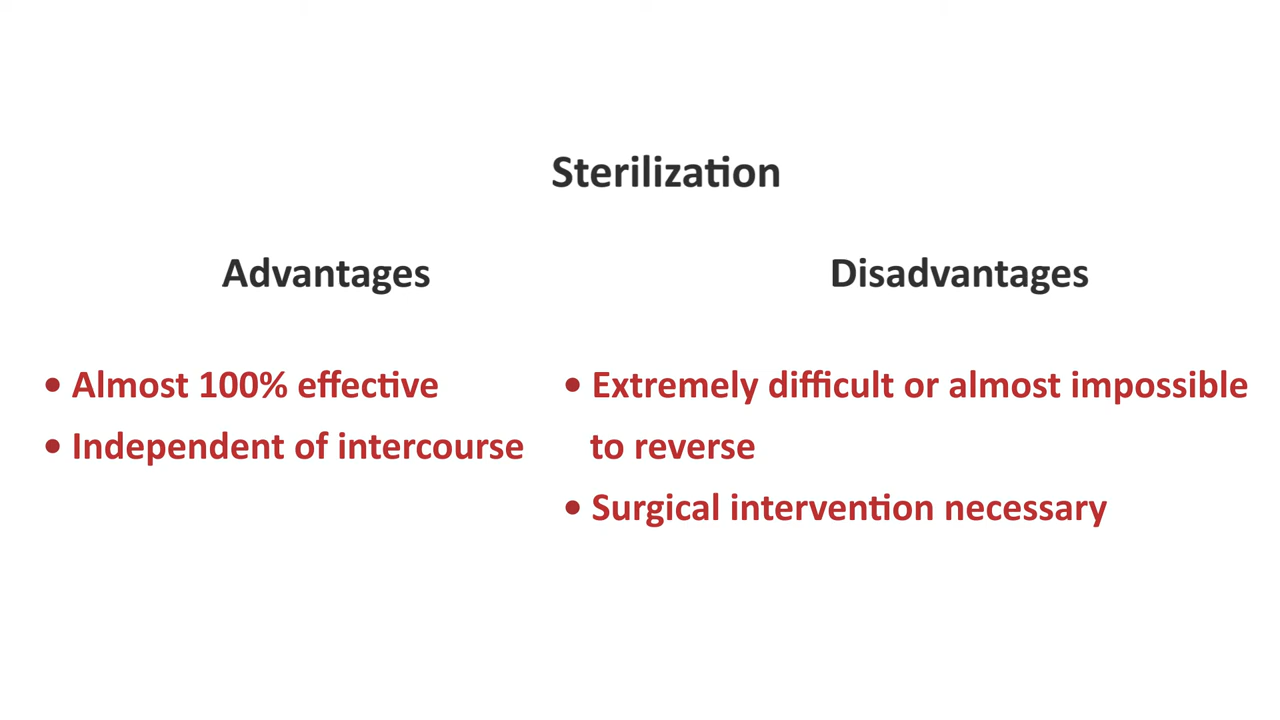 Sterilization
Advantages
Disadvantages
• Almost 100% effective
• Independent of intercourse
• Extremely difficult or almost impossible
to reverse
• Surgical intervention necessary